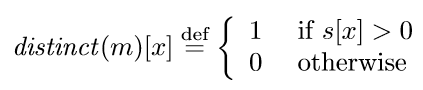 distinct(m)[x] def= { 1 if s[x] > 0
0 otherwise